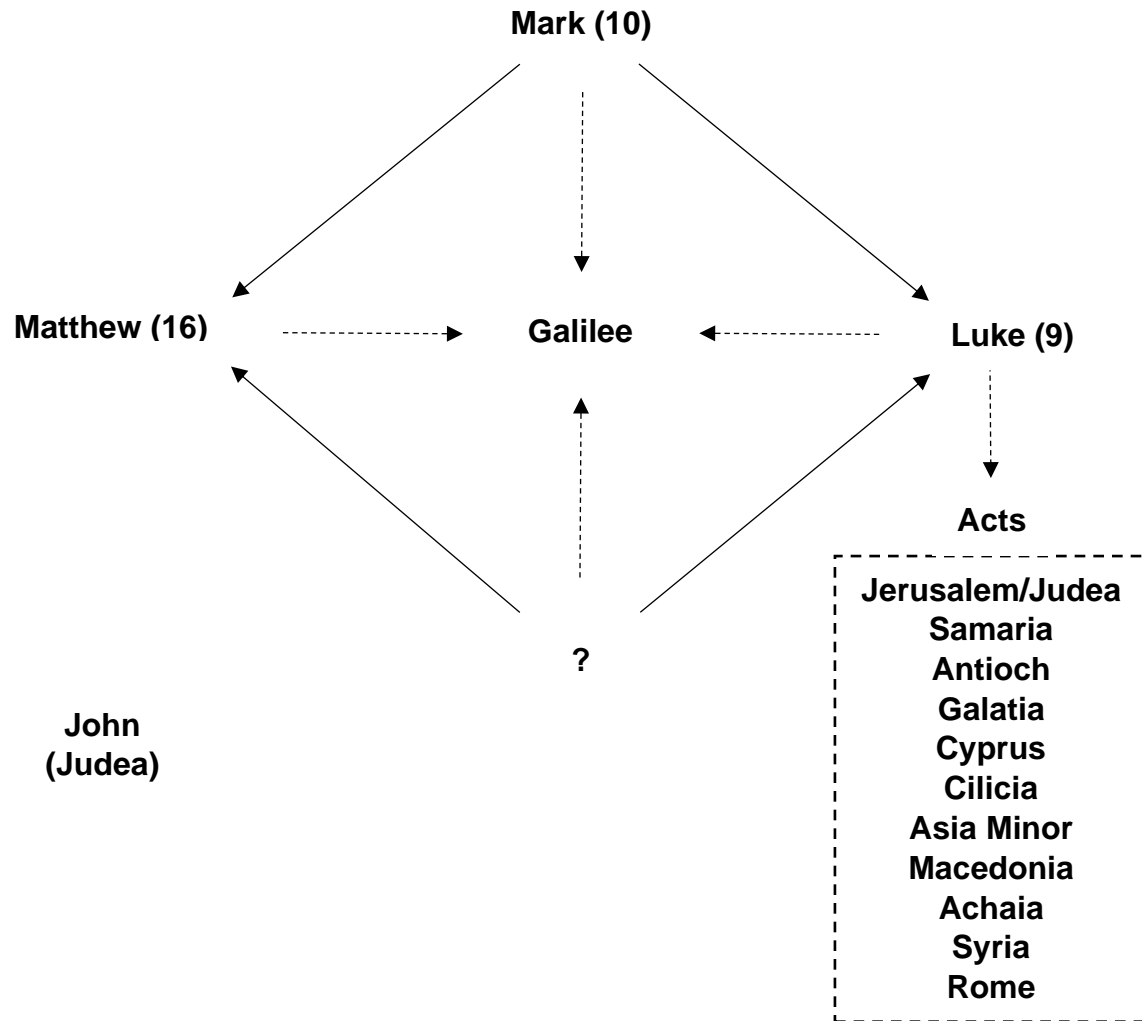 Mark (10)
Matthew (16)
Galilee
Luke (9)
Acts
Jerusalem/Judea
Samaria
Antioch
Galatia
Cyprus
Cilicia
Asia Minor
Macedonia
Achaia
Syria
Rome
?
John
(Judea)